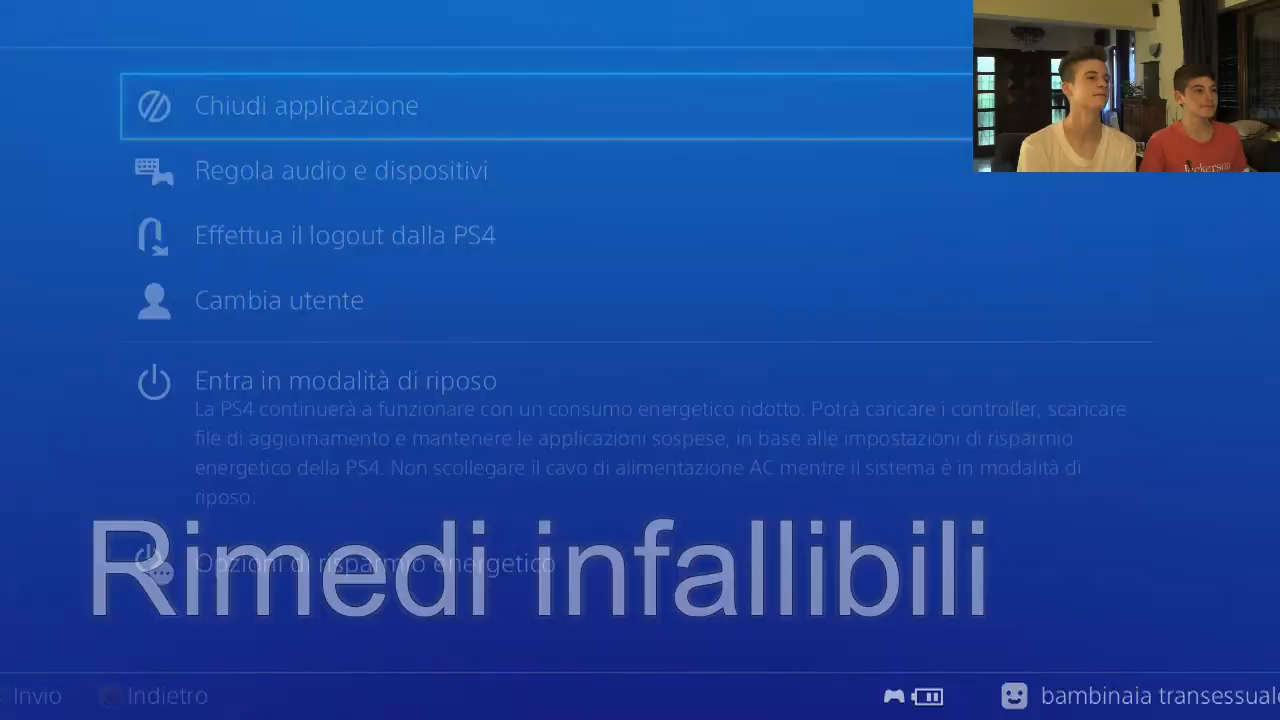 Chiudi applicazione
Regola audio e dispositivi
Effettua il logout dalla PS4
Cambia utente
Entra in modalità di riposo
La PS4 continuerà a funzionare con un consumo energetico ridotto. Potrà caricare i controller, scaricare
file di aggiornamento e mantenere le applicazioni sospese, in base alle impostazioni di risparmio
energetico della PS4. Non scollegare il cavo di alimentazione AC mentre il sistema è in modalità di
riposo.
Opzioni di risparmio energetico
Rimedi infallibili
Invio
Indietro
bambinaia transessuale